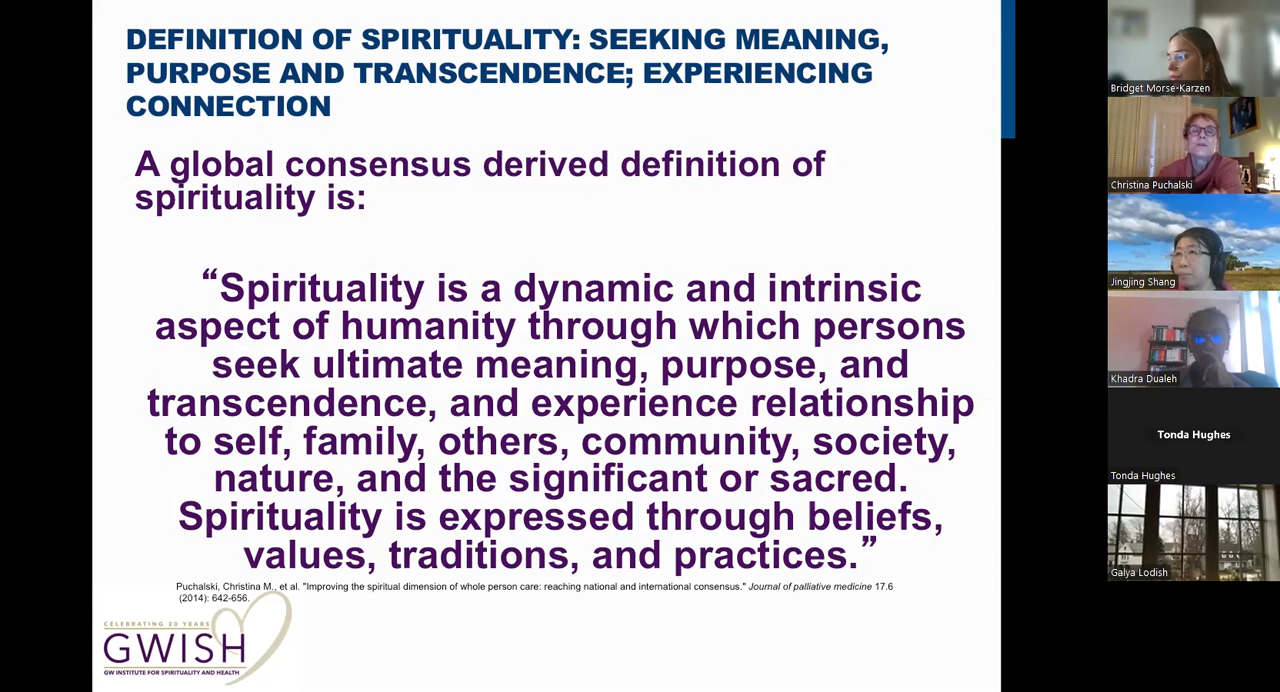 DEFINITION OF SPIRITUALITY: SEEKING MEANING,
PURPOSE AND TRANSCENDENCE; EXPERIENCING
CONNECTION
A global consensus derived definition of
spirituality is:
“Spirituality is a dynamic and intrinsic
aspect of humanity through which persons
seek ultimate meaning, purpose, and
transcendence, and experience relationship
to self, family, others, community, society,
nature, and the significant or sacred.
Spirituality is expressed through beliefs,
values, traditions, and practices.”
Puchalski, Christina M., et al. "Improving the spiritual dimension of whole person care: reaching national and international consensus." Journal of palliative medicine 17.6
(2014): 642-656.
CELEBRATING 20 YEARS
GWISH
GW INSTITUTE FOR SPIRITUALITY AND HEALTH
Bridget Morse-Karzen
Christina Puchalski
Jingjing Shang
Khadra Dualeh
Tonda Hughes
Tonda Hughes
Galya Lodish